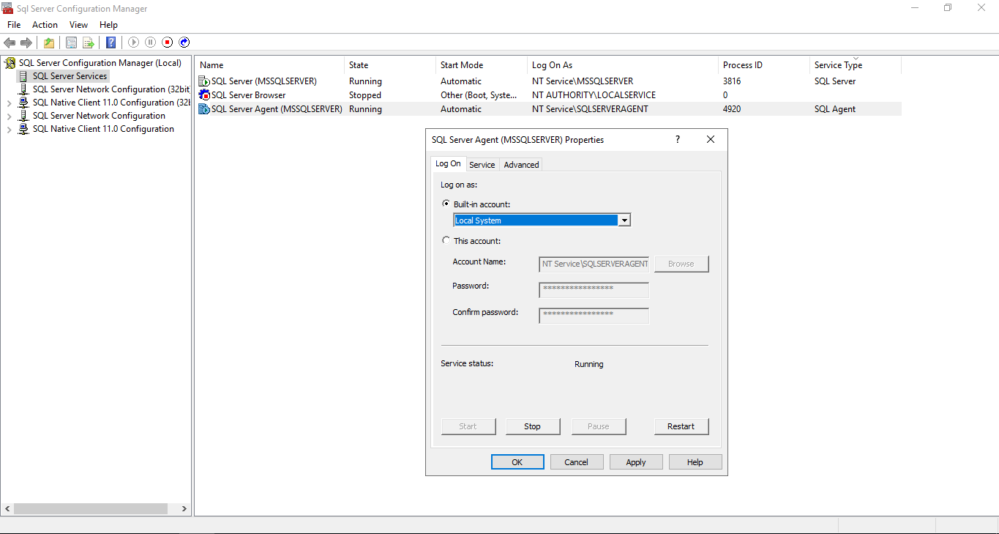 Sql Server Configuration Manager
File Action View Help
SQL Server Configuration Manager (Local)
SQL Server Services
SQL Server Network Configuration (32bit
SQL Native Client 11.0 Configuration (32b
SQL Server Network Configuration
SQL Native Client 11.0 Configuration
Name State Start Mode Log On As Process ID Service Type
SQL Server (MSSQLSERVER) Running Automatic NT Service\MSSQLSERVER 3816 SQL Server
SQL Server Browser Stopped Other (Boot, Syste... NT AUTHORITY\LOCALSERVICE 0
SQL Server Agent (MSSQLSERVER) Running Automatic NT Service\SQLSERVERAGENT 4920 SQL Agent
SQL Server Agent (MSSQLSERVER) Properties ?
Log On Service Advanced
Log on as:
Built-in account:
Local System
This account:
Account Name: NT Service\SQLSERVERAGENT Browse
Password: ****************
Confirm password: ****************
Service status: Running
Start Stop Pause Restart
OK Cancel Apply Help